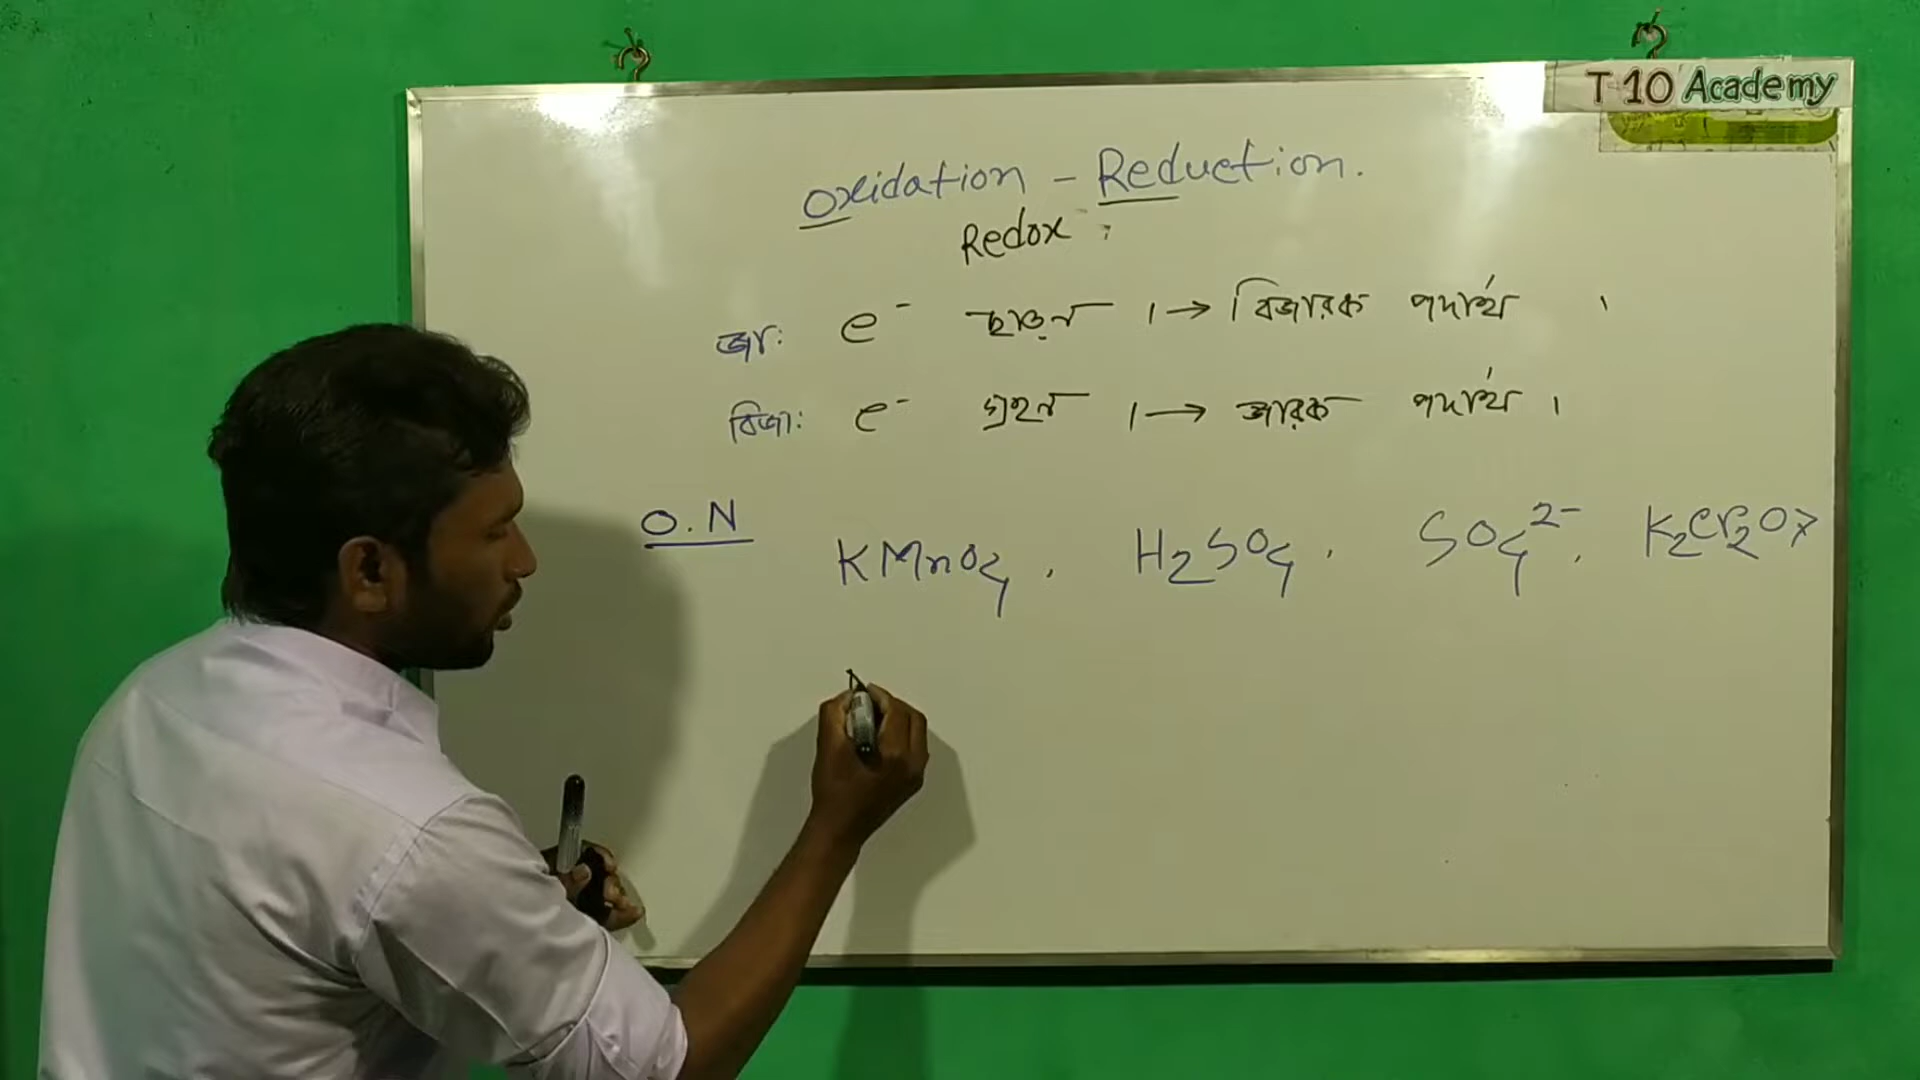 T 10 Academy
Oxidation - Reduction.
Redox :
জা: e⁻ ছাড়ন । → বিজারক পদার্থ ।
বিজা: e⁻ গ্রহন । → জারক পদার্থ ।
O.N KMnO₄ , H₂SO₄ , SO₄²⁻ , K₂Cr₂O₇